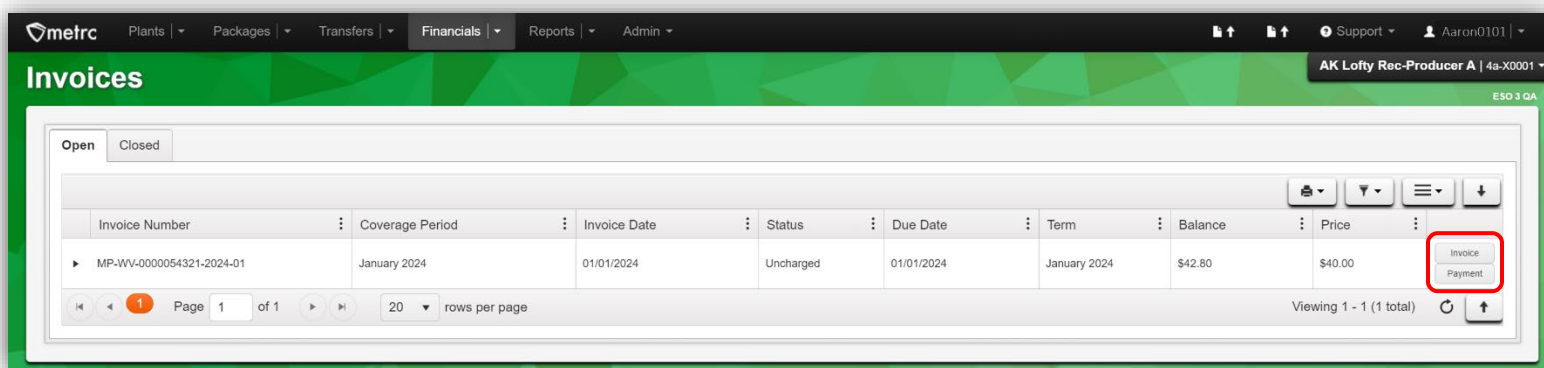 metrc Plants Packages Transfers Financials Reports Admin Support Aaron0101
Invoices
AK Lofty Rec-Producer A | 4a-X0001
ESO 3 QA
Open Closed
Invoice Number Coverage Period Invoice Date Status Due Date Term Balance Price
MP-WV-0000054321-2024-01 January 2024 01/01/2024 Uncharged 01/01/2024 January 2024 $42.80 $40.00 Invoice
Payment
1 Page 1 of 1 20 rows per page Viewing 1 - 1 (1 total)